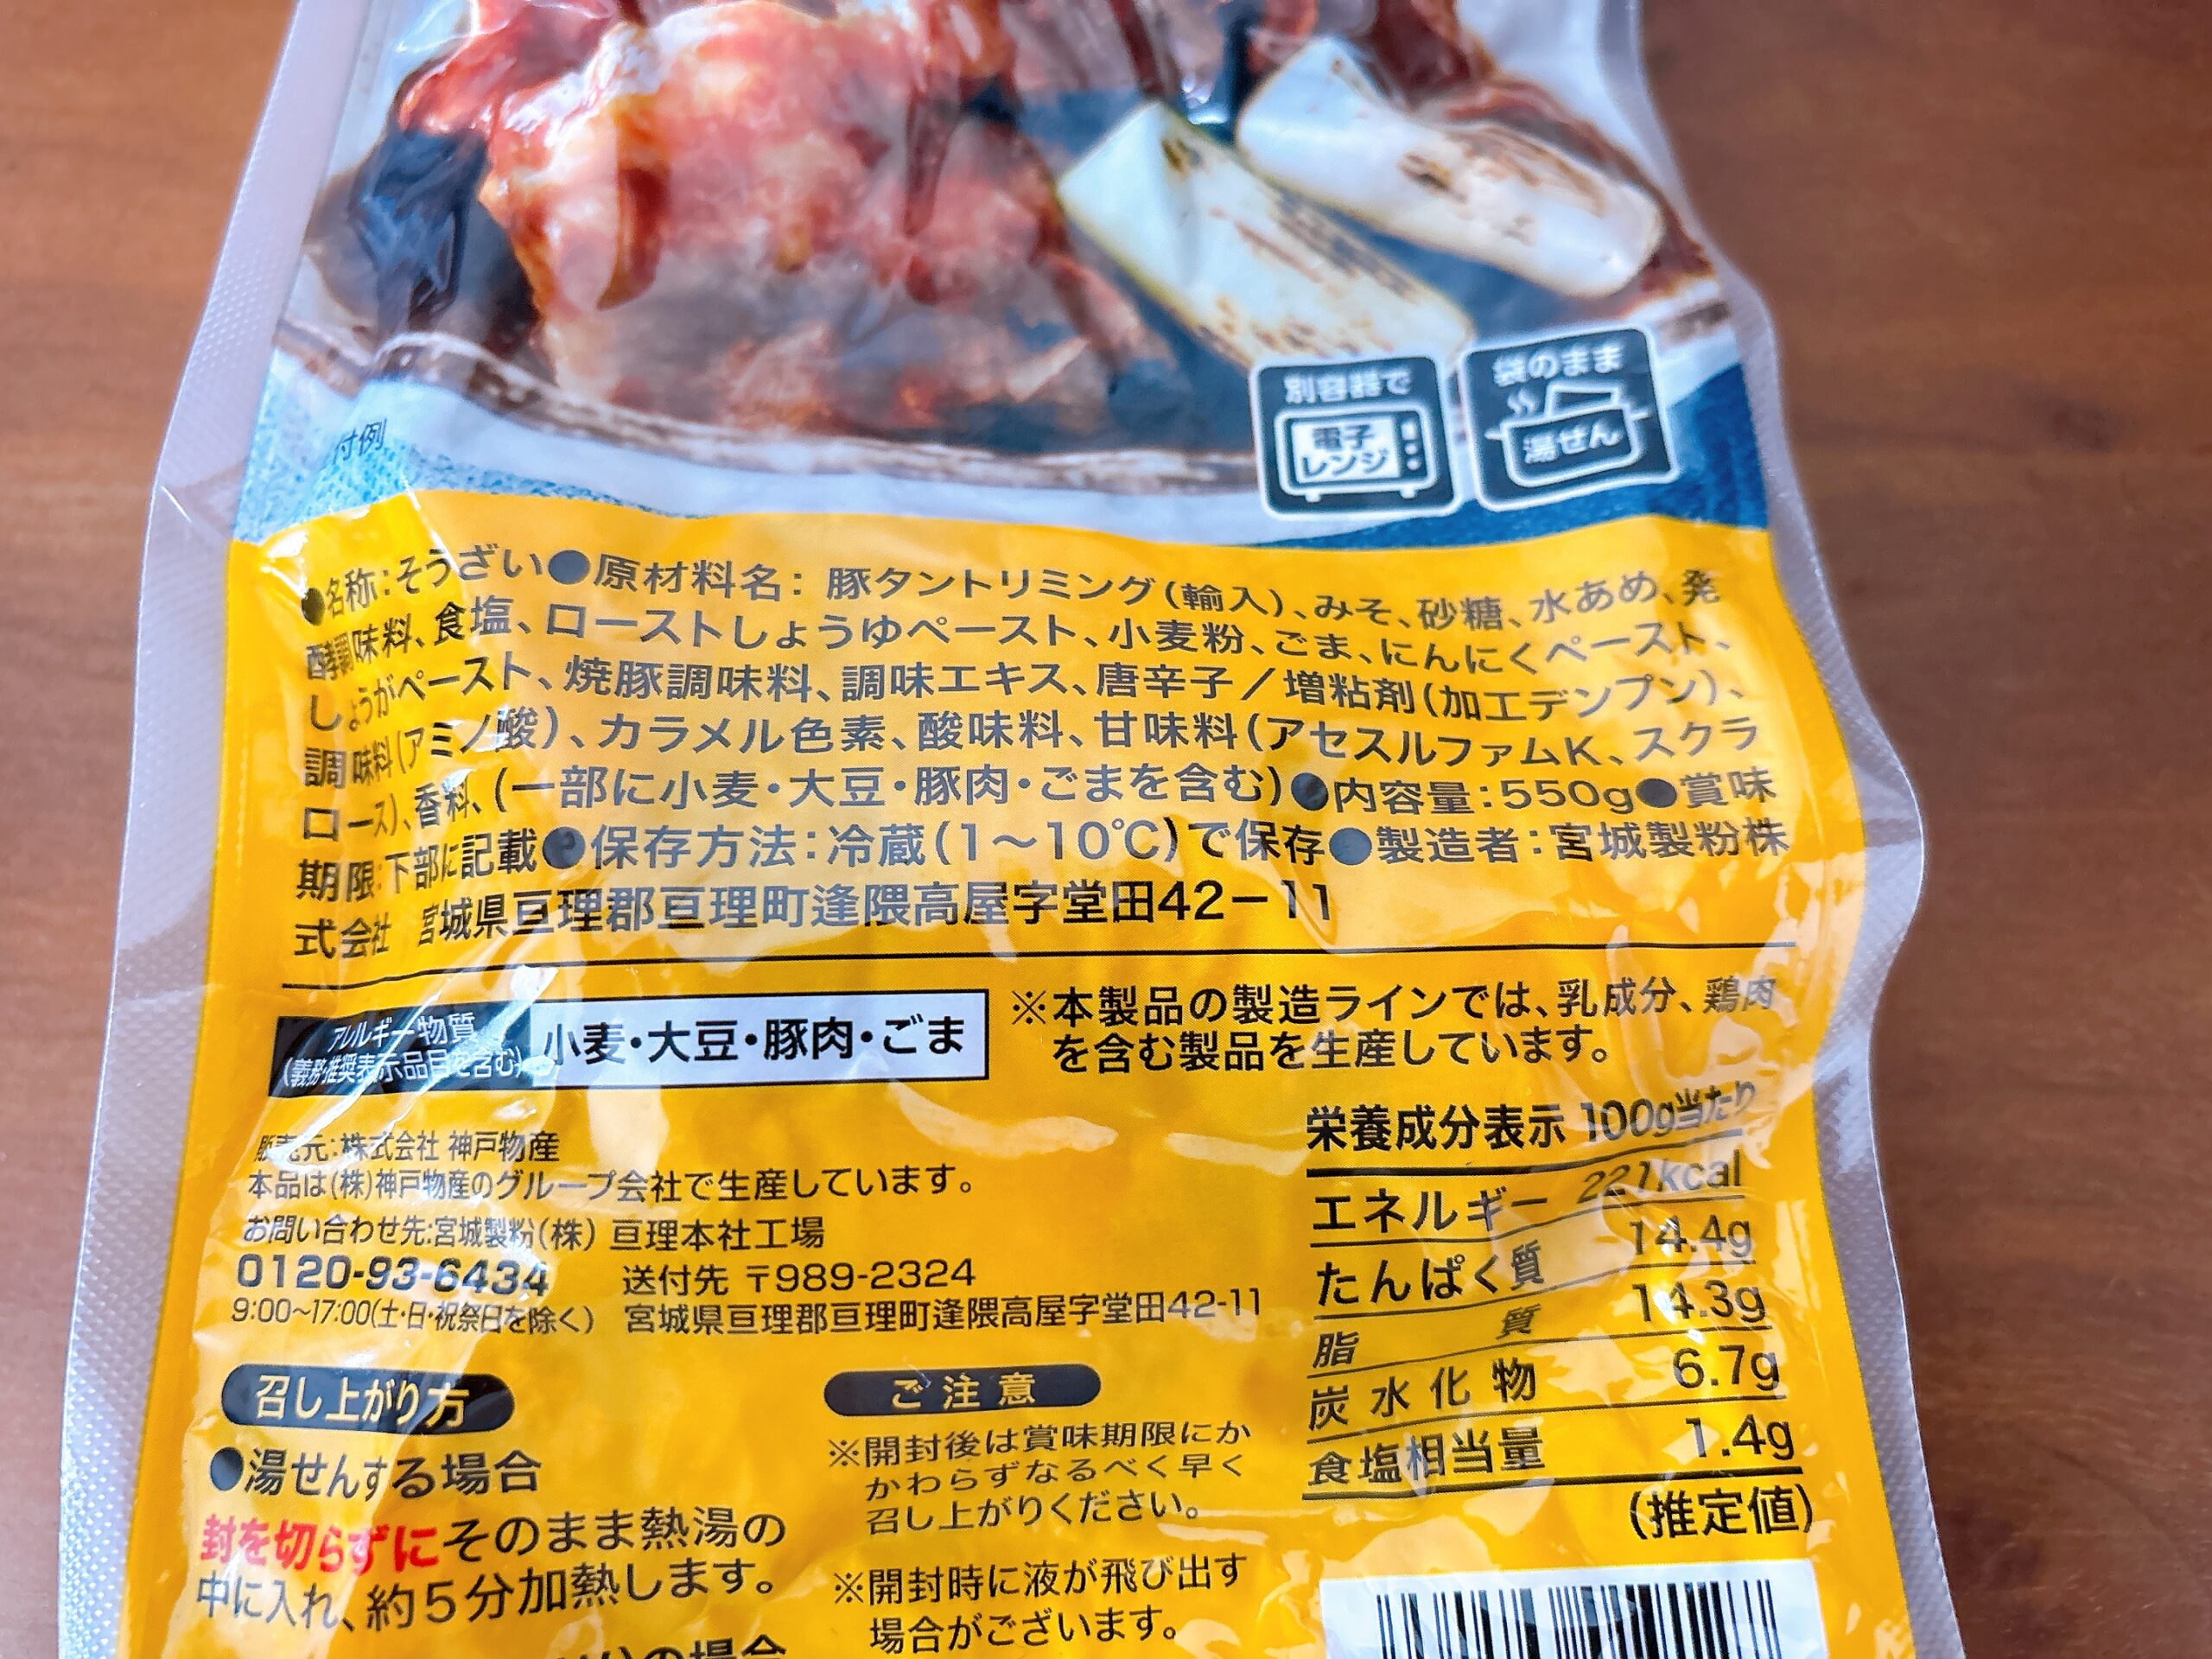 別容器で
電子
レンジ
袋のまま
湯せん
付例
●名称:そうざい●原材料名: 豚タントリミング(輸入)、みそ、砂糖、水あめ、発
酵調味料、食塩、ローストしょうゆペースト、小麦粉、ごま、にんにくペースト、
しょうがペースト、焼豚調味料、調味エキス、唐辛子/増粘剤(加工デンプン)、
調味料(アミノ酸)、カラメル色素、酸味料、甘味料(アセスルファムK、スクラ
ロース)、香料、(一部に小麦・大豆・豚肉・ごまを含む)●内容量:550g●賞味
期限:下部に記載●保存方法:冷蔵(1~10℃)で保存●製造者:宮城製粉株
式会社 宮城県亘理郡亘理町逢隈高屋字堂田42-11
アレルギー物質
(義務・推奨表示品目を含む)
小麦・大豆・豚肉・ごま
※本製品の製造ラインでは、乳成分、鶏肉
を含む製品を生産しています。
販売元:株式会社 神戸物産
本品は(株)神戸物産のグループ会社で生産しています。
お問い合わせ先:宮城製粉(株) 亘理本社工場
0120-93-6434 送付先 〒989-2324
9:00~17:00(土・日・祝祭日を除く) 宮城県亘理郡亘理町逢隈高屋字堂田42-11
栄養成分表示 100g当たり
エネルギー 221kcal
たんぱく質 14.4g
脂質 14.3g
炭水化物 6.7g
食塩相当量 1.4g
(推定値)
召し上がり方
●湯せんする場合
封を切らずにそのまま熱湯の
中に入れ、約5分加熱します。
の場合
ご注意
※開封後は賞味期限にか
かわらずなるべく早く
召し上がりください。
※開封時に液が飛び出す
場合がございます。